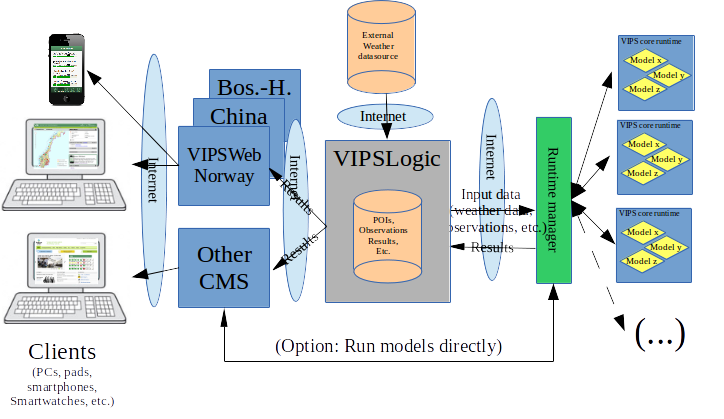 External
Weather
datasource
Bos.-H.
China
VIPSWeb
Norway
Internet
Internet
Internet
Results
Results
Other
CMS
VIPSLogic
POIs,
Observations
Results,
Etc.
Internet
Input data
(weather data,
observations, etc.)
Results
Runtime manager
VIPS core runtime
Model x
Model y
Model z
VIPS core runtime
Model x
Model y
Model z
VIPS core runtime
Model x
Model y
Model z
(...)
(Option: Run models directly)
Clients
(PCs, pads,
smartphones,
Smartwatches, etc.)